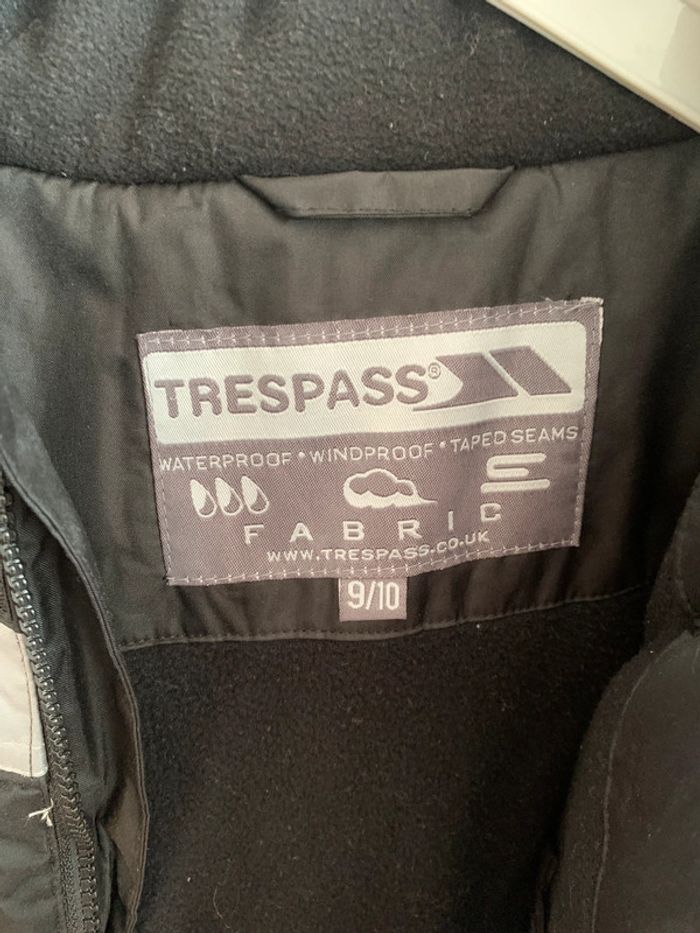 TRESPASS®
WATERPROOF • WINDPROOF • TAPED SEAMS
FABRIC
WWW.TRESPASS.CO.UK
9/10